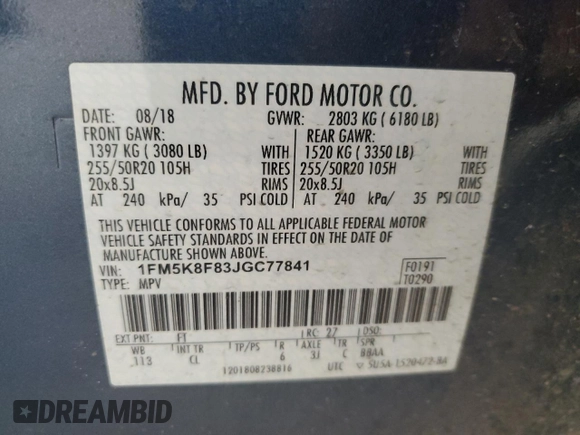 MFD. BY FORD MOTOR CO.
DATE: 08/18 GVWR: 2803 KG ( 6180 LB)
FRONT GAWR: REAR GAWR:
1397 KG ( 3080 LB) WITH 1520 KG ( 3350 LB) WITH
255/50R20 105H TIRES 255/50R20 105H TIRES
20x8.5J RIMS 20x8.5J RIMS
AT 240 kPa/ 35 PSI COLD AT 240 kPa/ 35 PSI COLD
THIS VEHICLE CONFORMS TO ALL APPLICABLE FEDERAL MOTOR
VEHICLE SAFETY STANDARDS IN EFFECT ON THE DATE OF
MANUFACTURE SHOWN ABOVE.
VIN: 1FM5K8F83JGC77841 F0191
TYPE: MPV T0290
EXT PNT: FT RC: 27 DSO:
WB INT TR TP/PS R AXLE TR SPR
113 CL 6 3J C BBAA
1201808238816 UTC
DREAMBID